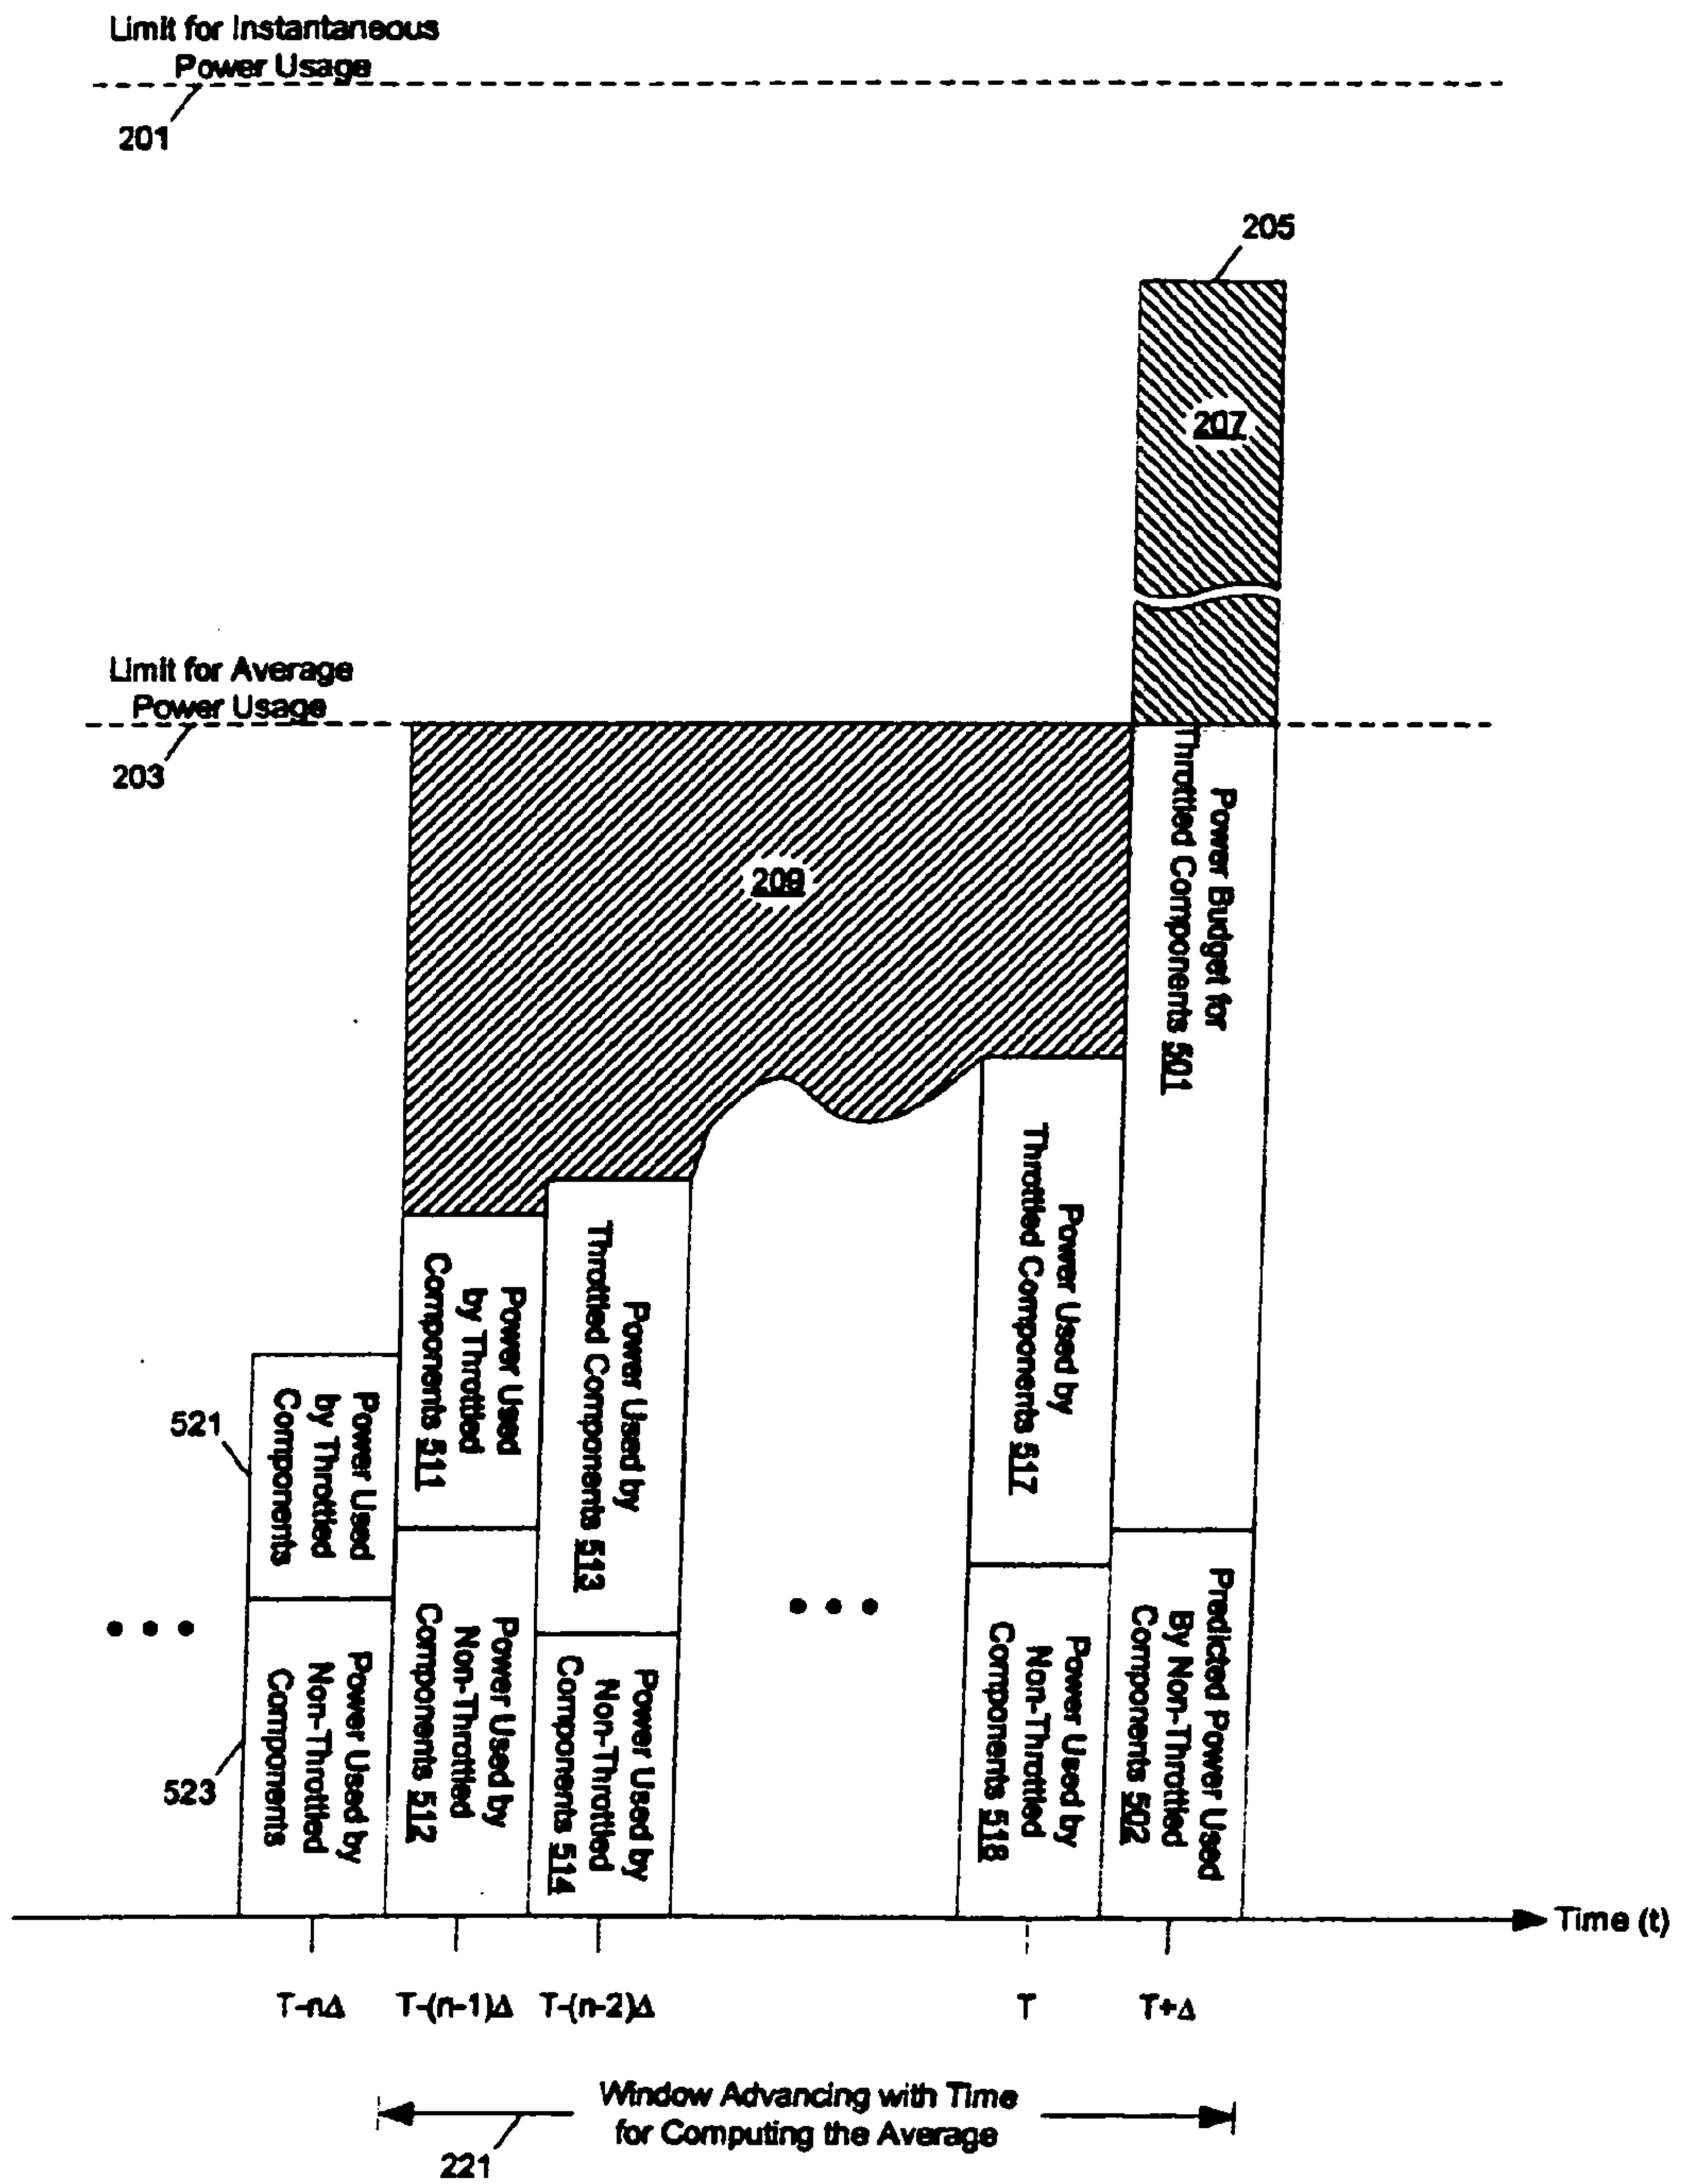 Limit for Instantaneous
Power Usage
201
205
207
Limit for Average
Power Usage
203
209
Power Budget for
Throttled Components 501
Power Used by
Throttled Components 517
Power Used by
Throttled Components 513
Power Used
by Throttled
Components 511
Power Used
by Throttled
Components
521
Power Used by
Non-Throttled
Components
523
Power Used by
Non-Throttled
Components 512
Power Used by
Non-Throttled
Components 514
Power Used by
Non-Throttled
Components 518
Predicted Power Used
By Non-Throttled
Components 502
Time (t)
T-nΔ
T-(n-1)Δ
T-(n-2)Δ
T
T+Δ
Window Advancing with Time
for Computing the Average
221